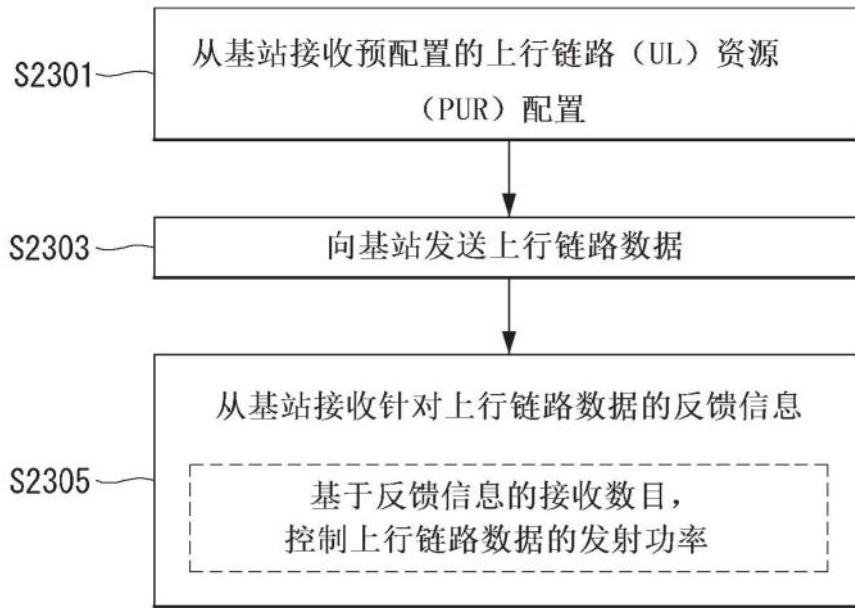 S2301
从基站接收预配置的上行链路（UL）资源
（PUR）配置
S2303
向基站发送上行链路数据
S2305
从基站接收针对上行链路数据的反馈信息
基于反馈信息的接收数目，
控制上行链路数据的发射功率